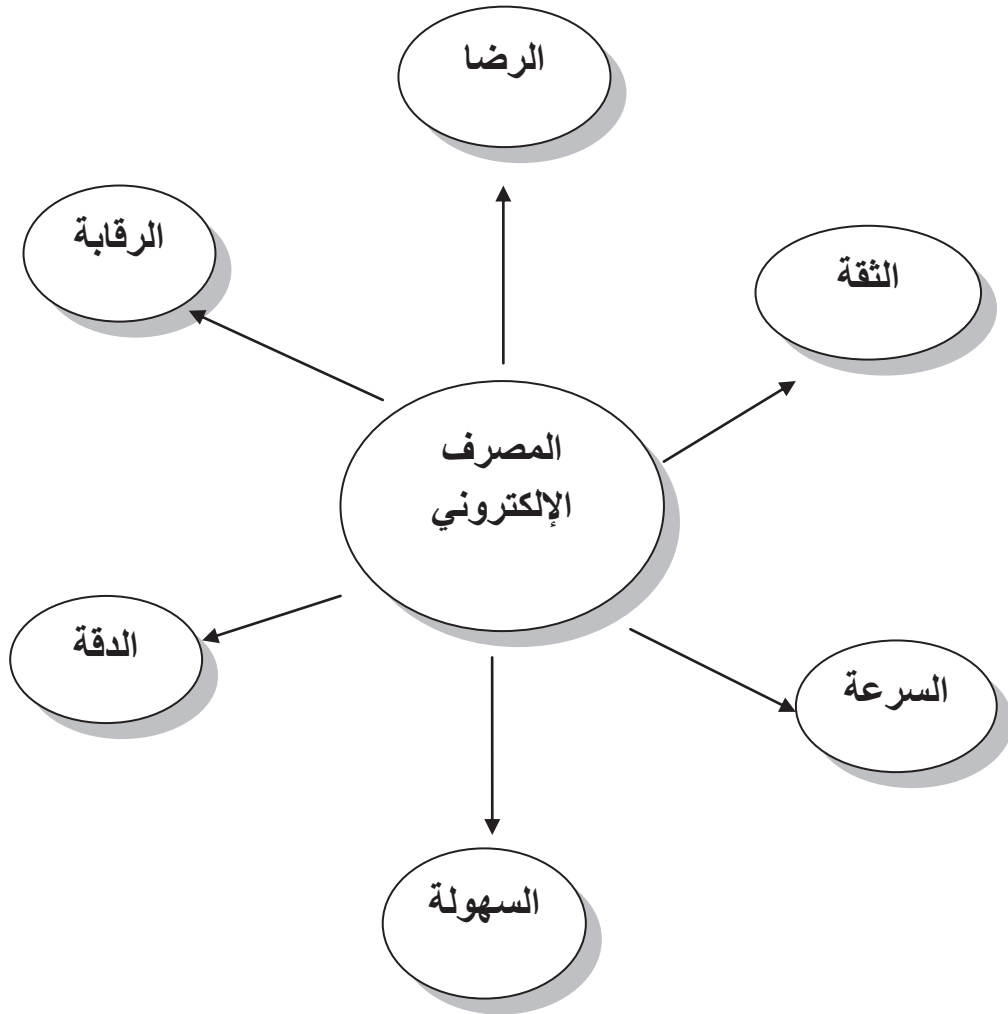 الرضا
الثقة
الرقابة
المصرف
الإلكتروني
الدقة
السرعة
السهولة